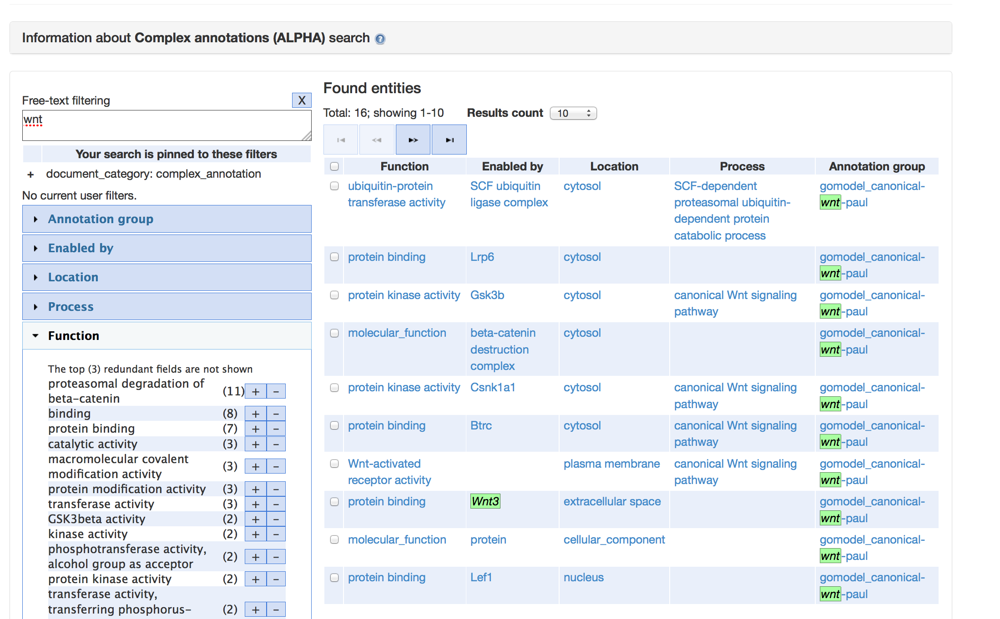 Information about Complex annotations (ALPHA) search ?
Free-text filtering
X
wnt
Your search is pinned to these filters
+ document_category: complex_annotation
No current user filters.
Annotation group
Enabled by
Location
Process
Function
The top (3) redundant fields are not shown
proteasomal degradation of
beta-catenin
(11) + -
binding (8) + -
protein binding (7) + -
catalytic activity (3) + -
macromolecular covalent
modification activity
(3) + -
protein modification activity (3) + -
transferase activity (3) + -
GSK3beta activity (2) + -
kinase activity (2) + -
phosphotransferase activity,
alcohol group as acceptor
(2) + -
protein kinase activity (2) + -
transferase activity,
transferring phosphorus-
(2) + -
Found entities
Total: 16; showing 1-10 Results count 10
Function Enabled by Location Process Annotation group
ubiquitin-protein SCF ubiquitin cytosol SCF-dependent gomodel_canonical-
transferase activity ligase complex proteasomal ubiquitin- wnt-paul
dependent protein
catabolic process
protein binding Lrp6 cytosol gomodel_canonical-
wnt-paul
protein kinase activity Gsk3b cytosol canonical Wnt signaling gomodel_canonical-
pathway wnt-paul
molecular_function beta-catenin cytosol gomodel_canonical-
destruction wnt-paul
complex
protein kinase activity Csnk1a1 cytosol canonical Wnt signaling gomodel_canonical-
pathway wnt-paul
protein binding Btrc cytosol canonical Wnt signaling gomodel_canonical-
pathway wnt-paul
Wnt-activated plasma membrane canonical Wnt signaling gomodel_canonical-
receptor activity pathway wnt-paul
protein binding Wnt3 extracellular space gomodel_canonical-
wnt-paul
molecular_function protein cellular_component gomodel_canonical-
wnt-paul
protein binding Lef1 nucleus gomodel_canonical-
wnt-paul